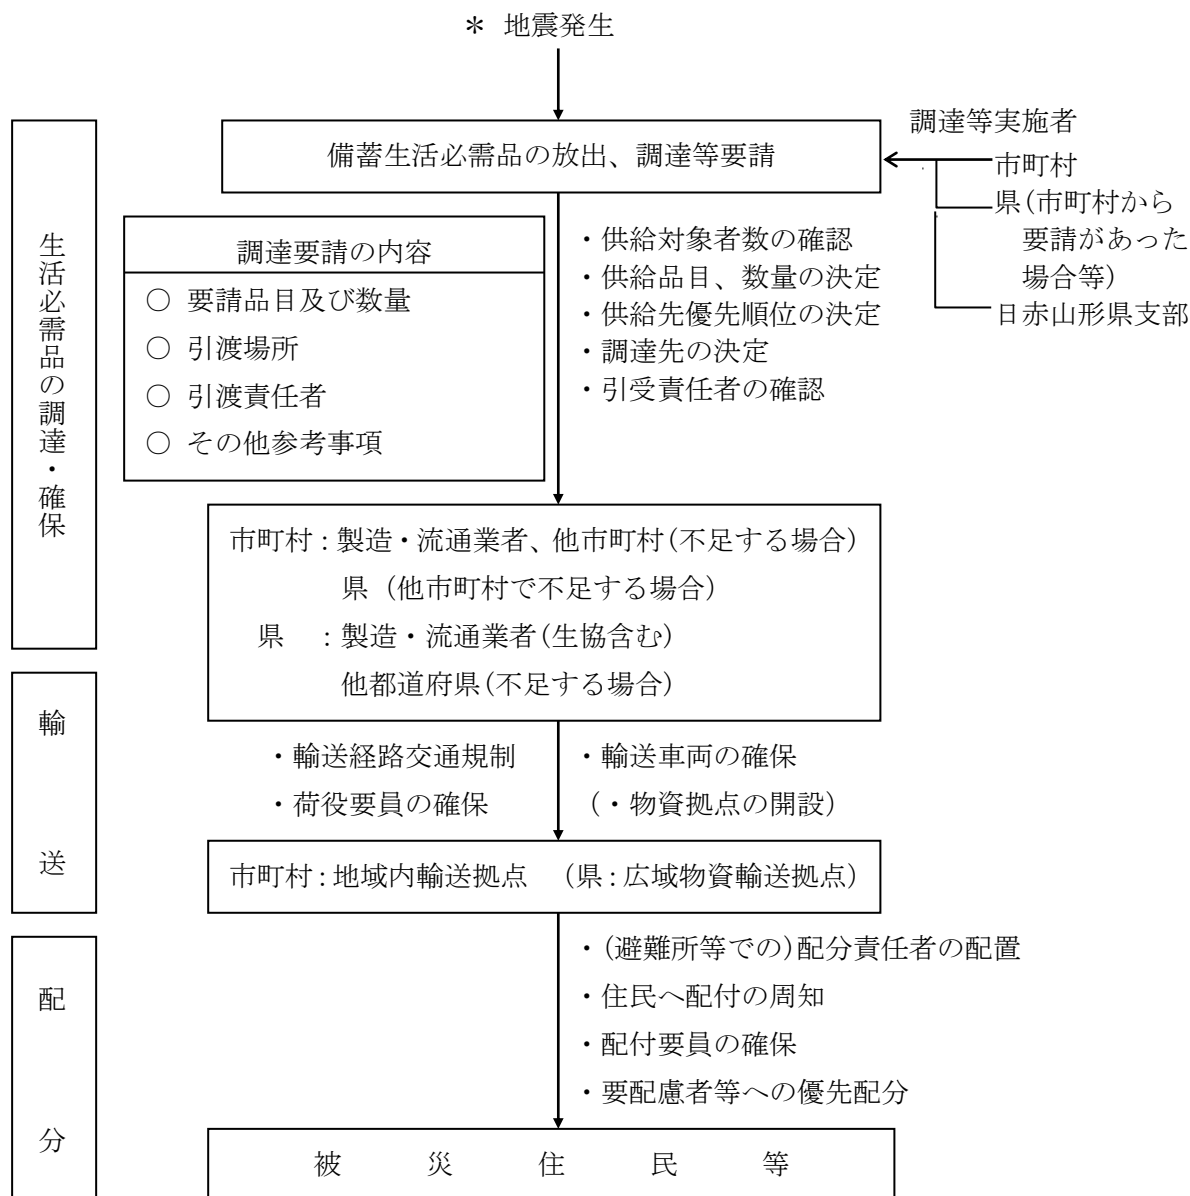 ＊ 地震発生
生活必需品の調達・確保
備蓄生活必需品の放出、調達等要請
調達等実施者
市町村
県(市町村から
要請があった
場合等)
日赤山形県支部
調達要請の内容
○ 要請品目及び数量
○ 引渡場所
○ 引渡責任者
○ その他参考事項
・供給対象者数の確認
・供給品目、数量の決定
・供給先優先順位の決定
・調達先の決定
・引受責任者の確認
市町村：製造・流通業者、他市町村(不足する場合)
県 (他市町村で不足する場合)
県 ：製造・流通業者(生協含む)
他都道府県(不足する場合)
輸送
・輸送経路交通規制
・荷役要員の確保
・輸送車両の確保
(・物資拠点の開設)
市町村：地域内輸送拠点 (県：広域物資輸送拠点)
配分
・(避難所等での)配分責任者の配置
・住民へ配付の周知
・配付要員の確保
・要配慮者等への優先配分
被 災 住 民 等